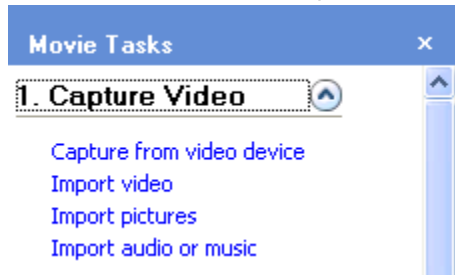 Movie Tasks
1. Capture Video
Capture from video device
Import video
Import pictures
Import audio or music